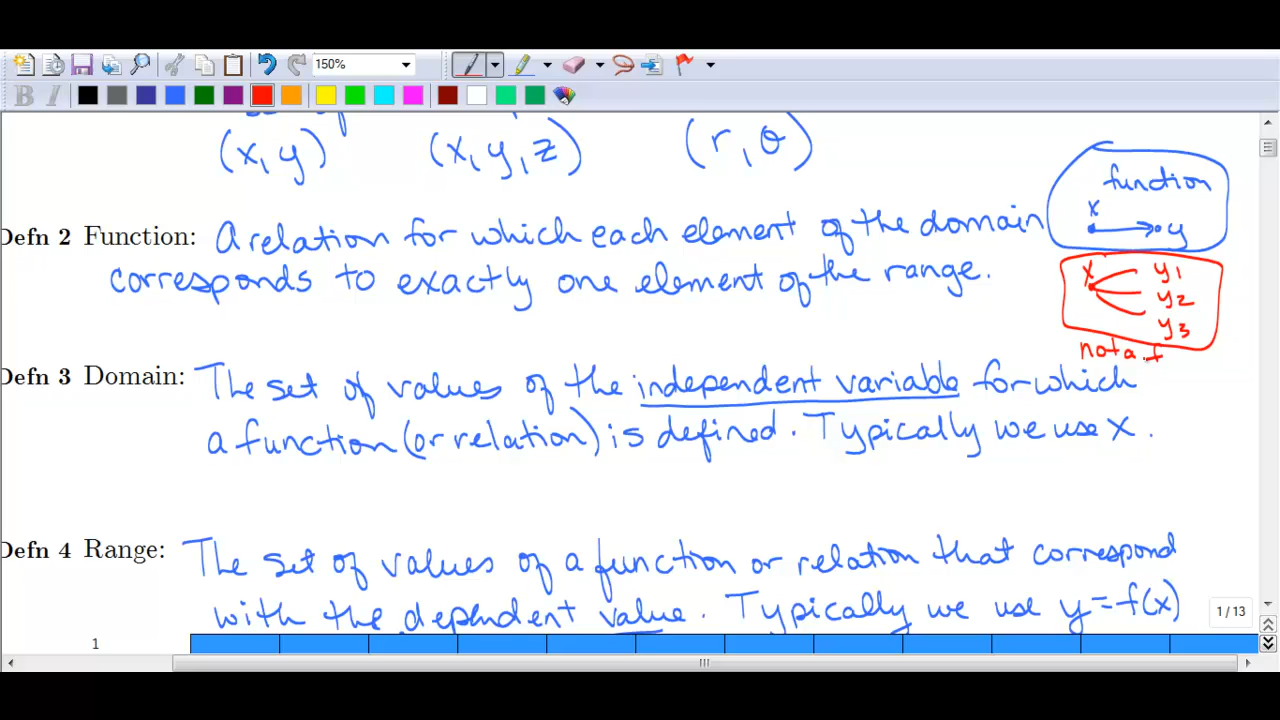 150%
(x,y) (x,y,z) (r,θ)
function
x
y
Defn 2 Function: A relation for which each element of the domain
corresponds to exactly one element of the range.
x y1
y2
y3
not a f
Defn 3 Domain: The set of values of the independent variable for which
a function (or relation) is defined. Typically we use x.
Defn 4 Range: The set of values of a function or relation that correspond
with the dependent value. Typically we use y=f(x)
1 / 13
1